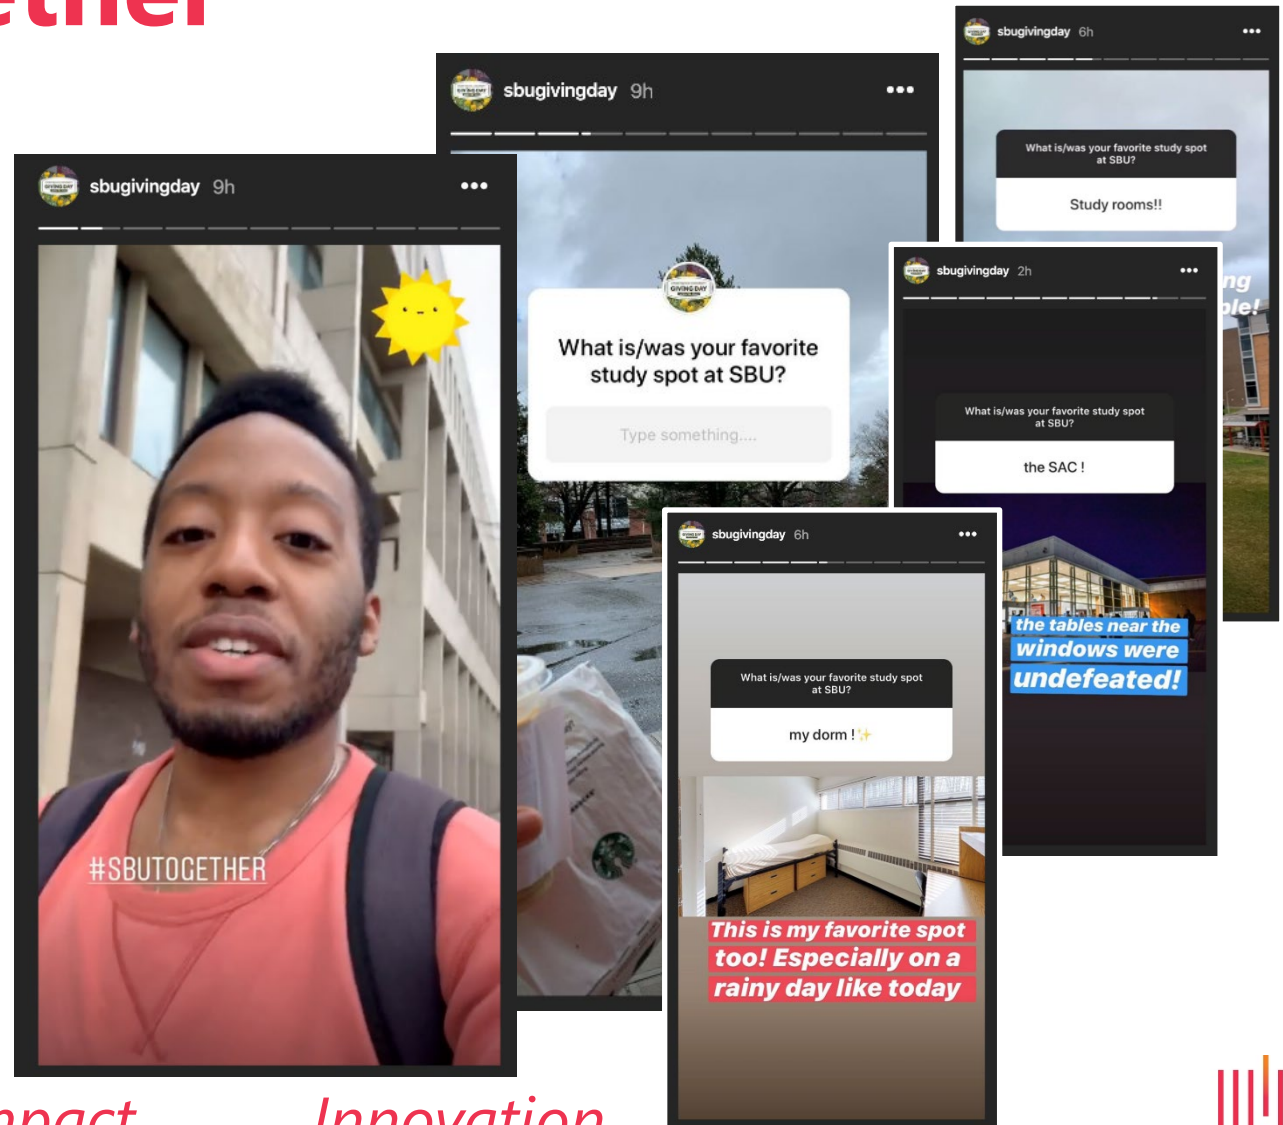 sbugivingday 9h
#SBUTOGETHER
sbugivingday 9h
GIVING DAY
What is/was your favorite
study spot at SBU?
Type something....
sbugivingday 6h
What is/was your favorite study spot
at SBU?
Study rooms!!
sbugivingday 2h
What is/was your favorite study spot
at SBU?
the SAC !
the tables near the
windows were
undefeated!
sbugivingday 6h
What is/was your favorite study spot
at SBU?
my dorm !✨
This is my favorite spot
too! Especially on a
rainy day like today
Innovation